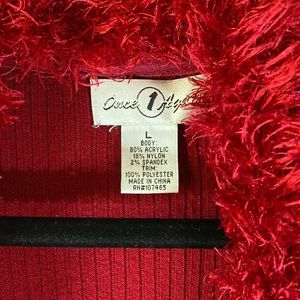 Once 1 Again
L
BODY:
80% ACRYLIC
18% NYLON
2% SPANDEX
TRIM:
100% POLYESTER
MADE IN CHINA
RN#107465